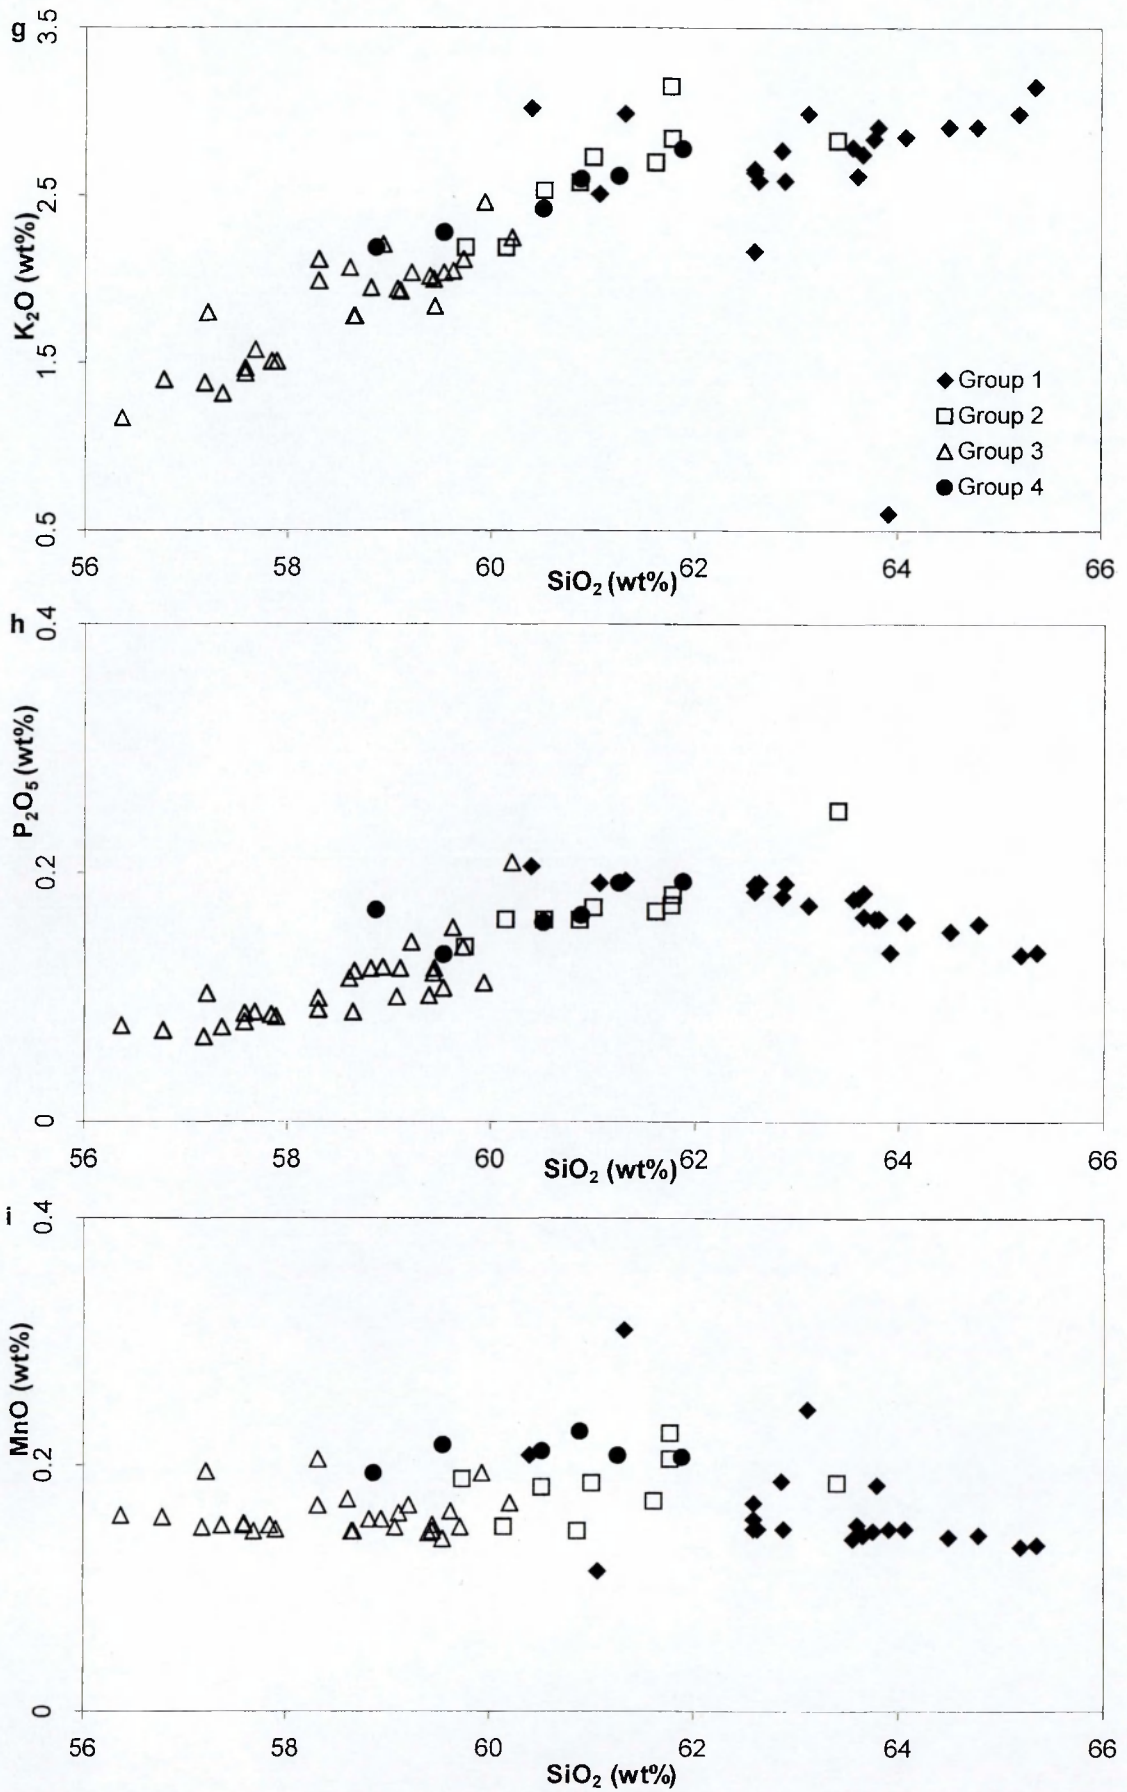 g
3.5
2.5
1.5
0.5
K₂O (wt%)
Group 1
Group 2
Group 3
Group 4
56 58 60 62 64 66
SiO₂ (wt%)
h
0.4
0.2
0
P₂O₅ (wt%)
56 58 60 62 64 66
SiO₂ (wt%)
i
0.4
0.2
0
MnO (wt%)
56 58 60 62 64 66
SiO₂ (wt%)